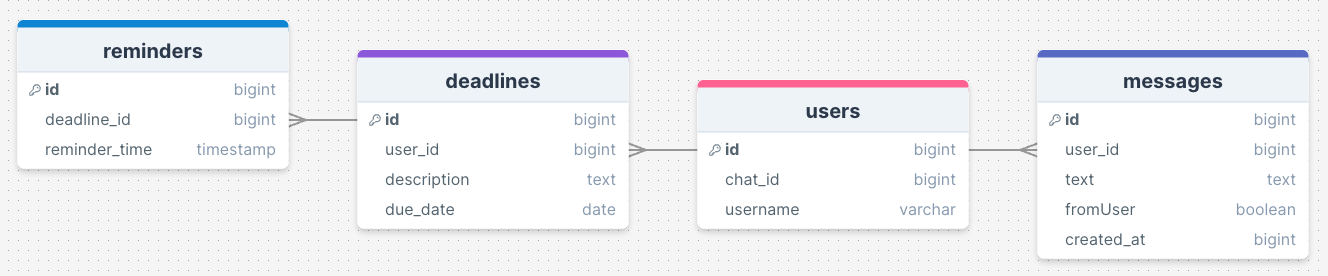 reminders
id bigint
deadline_id bigint
reminder_time timestamp
deadlines
id bigint
user_id bigint
description text
due_date date
users
id bigint
chat_id bigint
username varchar
messages
id bigint
user_id bigint
text text
fromUser boolean
created_at bigint